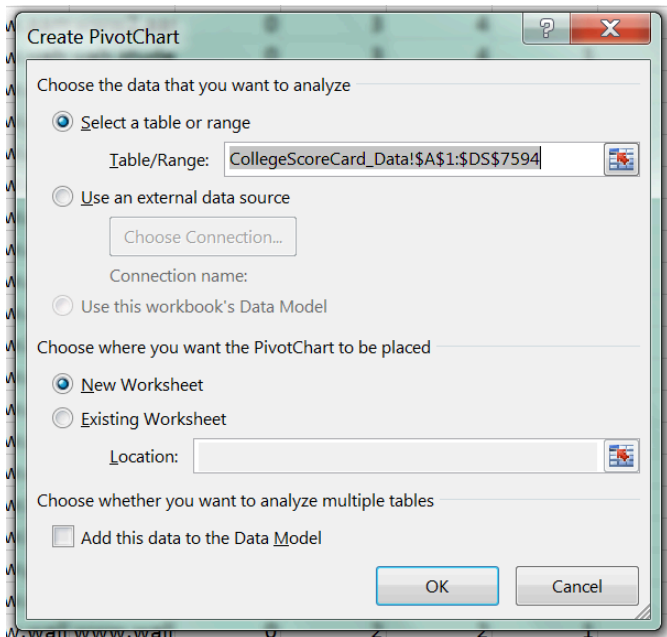 Create PivotChart
?
X
Choose the data that you want to analyze
Select a table or range
Table/Range: CollegeScoreCard_Data!$A$1:$DS$7594
Use an external data source
Choose Connection...
Connection name:
Use this workbook's Data Model
Choose where you want the PivotChart to be placed
New Worksheet
Existing Worksheet
Location:
Choose whether you want to analyze multiple tables
Add this data to the Data Model
OK Cancel